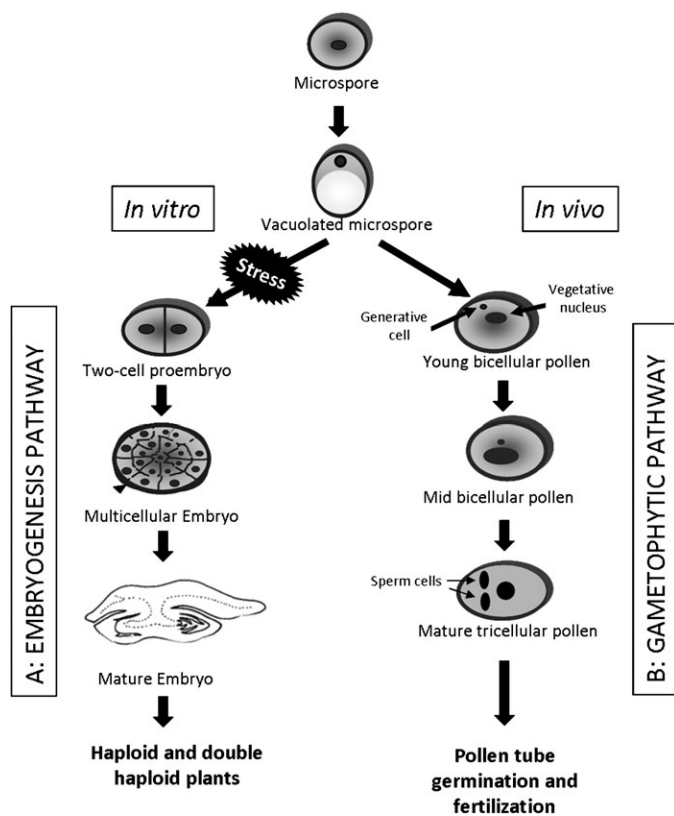 Microspore
Vacuolated microspore
In vitro
In vivo
Stress
A: EMBRYOGENESIS PATHWAY
Two-cell proembryo
Multicellular Embryo
Mature Embryo
Haploid and double
haploid plants
Generative
cell
Vegetative
nucleus
Young bicellular pollen
Mid bicellular pollen
Sperm cells
Mature tricellular pollen
Pollen tube
germination and
fertilization
B: GAMETOPHYTIC PATHWAY